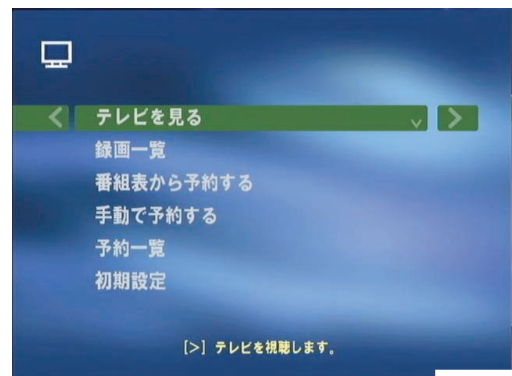 テレビを見る
録画一覧
番組表から予約する
手動で予約する
予約一覧
初期設定
[>] テレビを視聴します。